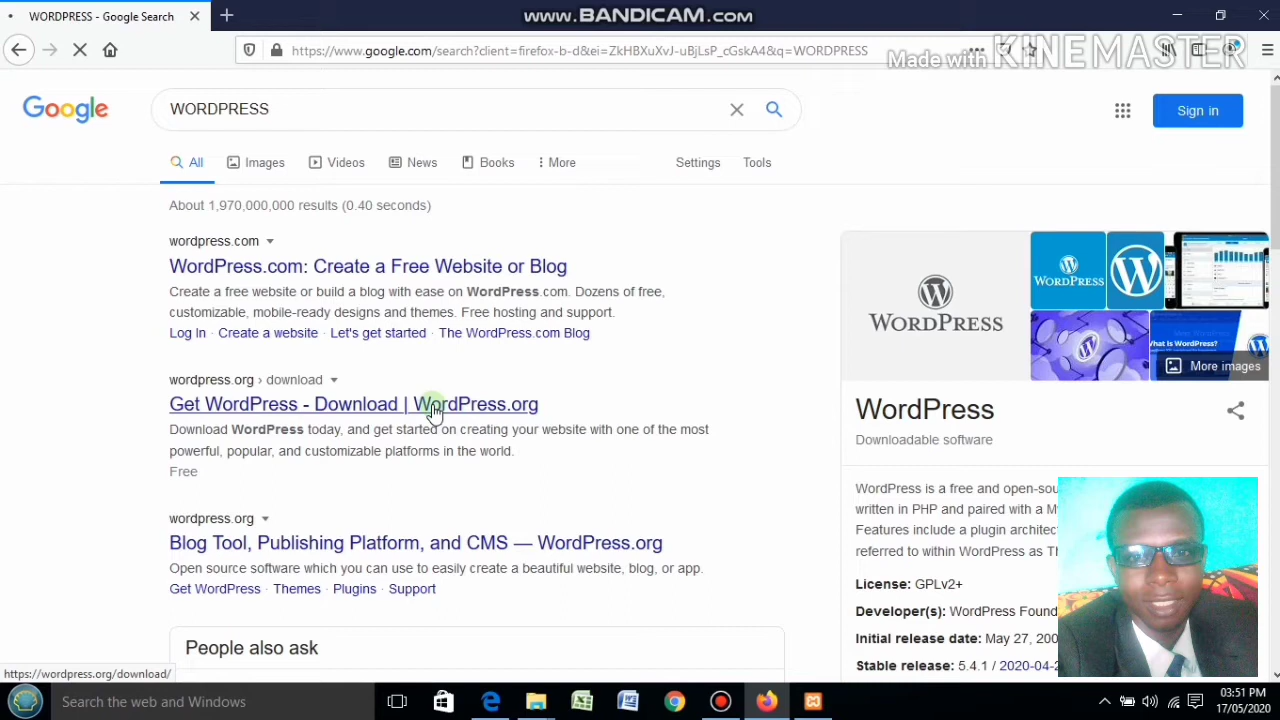 WORDPRESS - Google Search
www.BANDICAM.com
https://www.google.com/search?client=firefox-b-d&ei=ZkHBXuXvJ-uBjLsP_cGskA4&q=WORDPRESS
Made with KINEMASTER
Google
WORDPRESS
Sign in
All
Images
Videos
News
Books
More
Settings
Tools
About 1,970,000,000 results (0.40 seconds)
wordpress.com
WordPress.com: Create a Free Website or Blog
Create a free website or build a blog with ease on WordPress.com. Dozens of free,
customizable, mobile-ready designs and themes. Free hosting and support.
Log In · Create a website · Let's get started · The WordPress.com Blog
wordpress.org › download
Get WordPress - Download | WordPress.org
Download WordPress today, and get started on creating your website with one of the most
powerful, popular, and customizable platforms in the world.
Free
wordpress.org
Blog Tool, Publishing Platform, and CMS — WordPress.org
Open source software which you can use to easily create a beautiful website, blog, or app.
Get WordPress · Themes · Plugins · Support
People also ask
WORDPRESS
WORDPRESS
What Is WordPress?
More images
WordPress
Downloadable software
WordPress is a free and open-sou
written in PHP and paired with a M
Features include a plugin architec
referred to within WordPress as
License: GPLv2+
Developer(s): WordPress Found
Initial release date: May 27, 200
Stable release: 5.4.1 / 2020-04-2
https://wordpress.org/download/
Search the web and Windows
03:51 PM
17/05/2020